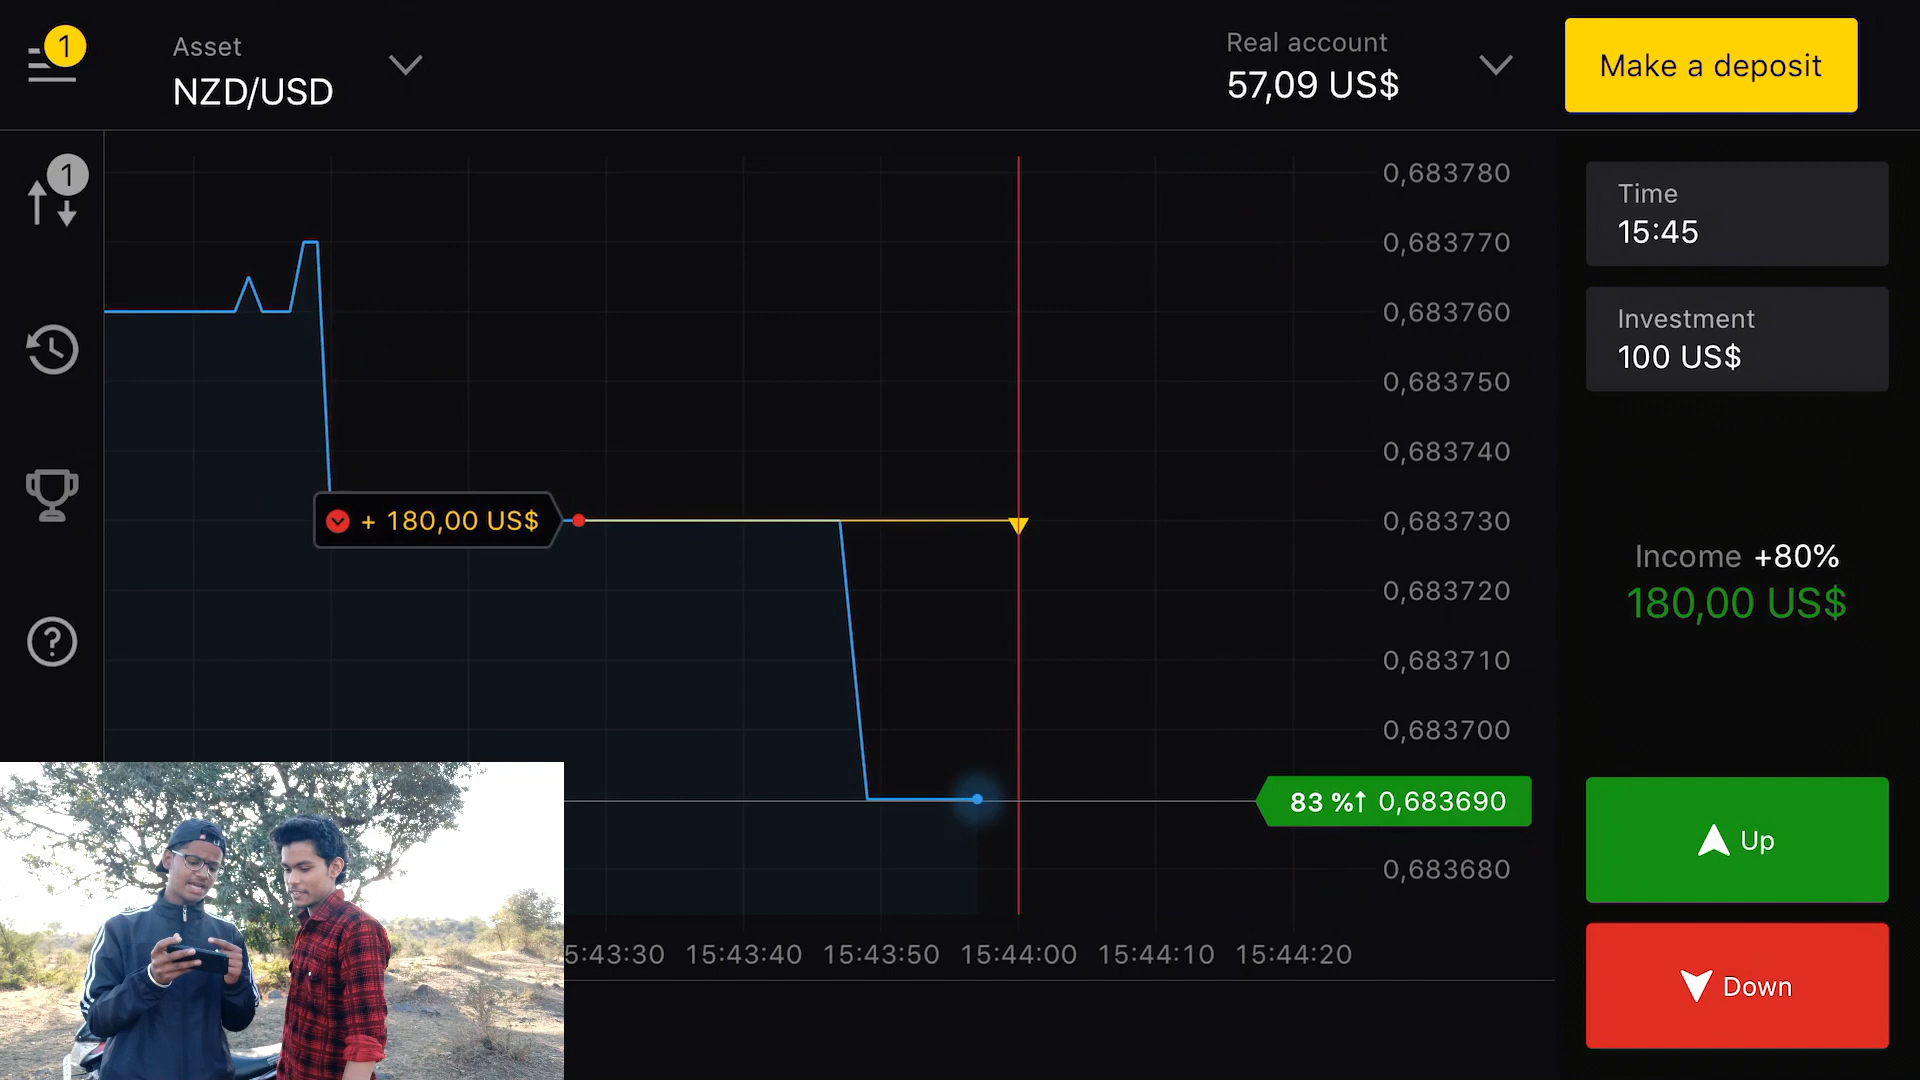 1
Asset
NZD/USD
Real account
57,09 US$
Make a deposit
1
0,683780
0,683770
0,683760
0,683750
0,683740
0,683730
0,683720
0,683710
0,683700
83 %↑ 0,683690
0,683680
+ 180,00 US$
Time
15:45
Investment
100 US$
Income +80%
180,00 US$
Up
Down
5:43:30 15:43:40 15:43:50 15:44:00 15:44:10 15:44:20